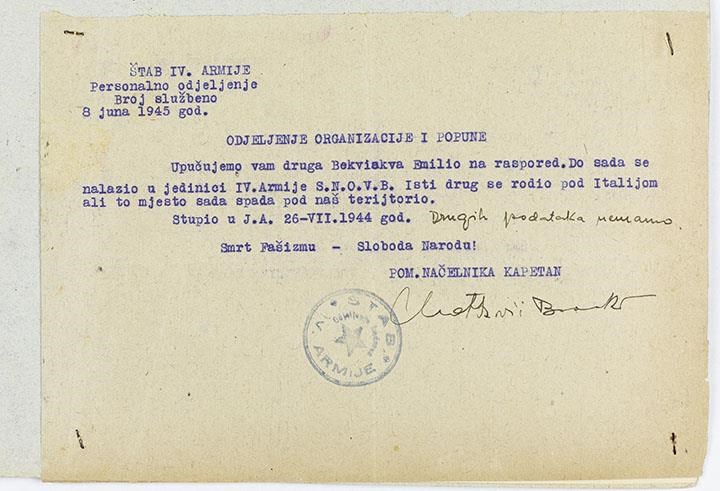 ŠTAB IV. ARMIJE
Personalno odjeljenje
Broj službeno
8 juna 1945 god.
ODJELJENJE ORGANIZACIJE I POPUNE
Upučujemo vam druga Bekviakva Emilio na raspored.Do sada se
nalazio u jedinici IV.Armije S.N.O.V.B. Isti drug se rodio pod Italijom
ali to mjesto sada spada pod naš terijtorio.
Stupio u J.A. 26-VII.1944 god. Drugih podataka nemamo.
Smrt Fašizmu - Sloboda Narodu!
POM.NAČELNIKA KAPETAN
ŠTAB
ARMIJE